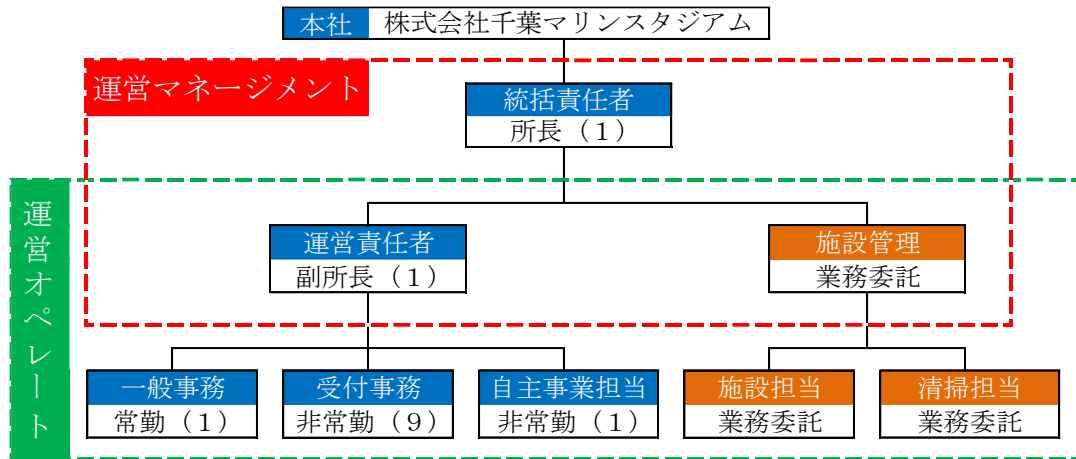 本社 株式会社千葉マリンスタジアム
運営マネージメント
統括責任者
所長（１）
運営オペレート
運営責任者
副所長（１）
施設管理
業務委託
一般事務
常勤（１）
受付事務
非常勤（９）
自主事業担当
非常勤（１）
施設担当
業務委託
清掃担当
業務委託